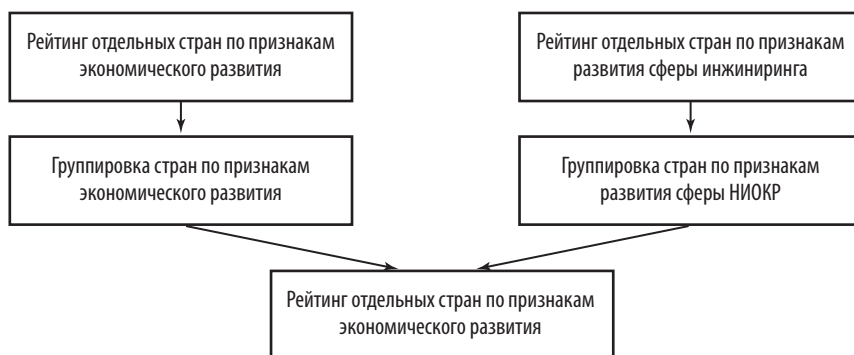 Рейтинг отдельных стран по признакам
экономического развития
Рейтинг отдельных стран по признакам
развития сферы инжиниринга
Группировка стран по признакам
экономического развития
Группировка стран по признакам
развития сферы НИОКР
Рейтинг отдельных стран по признакам
экономического развития